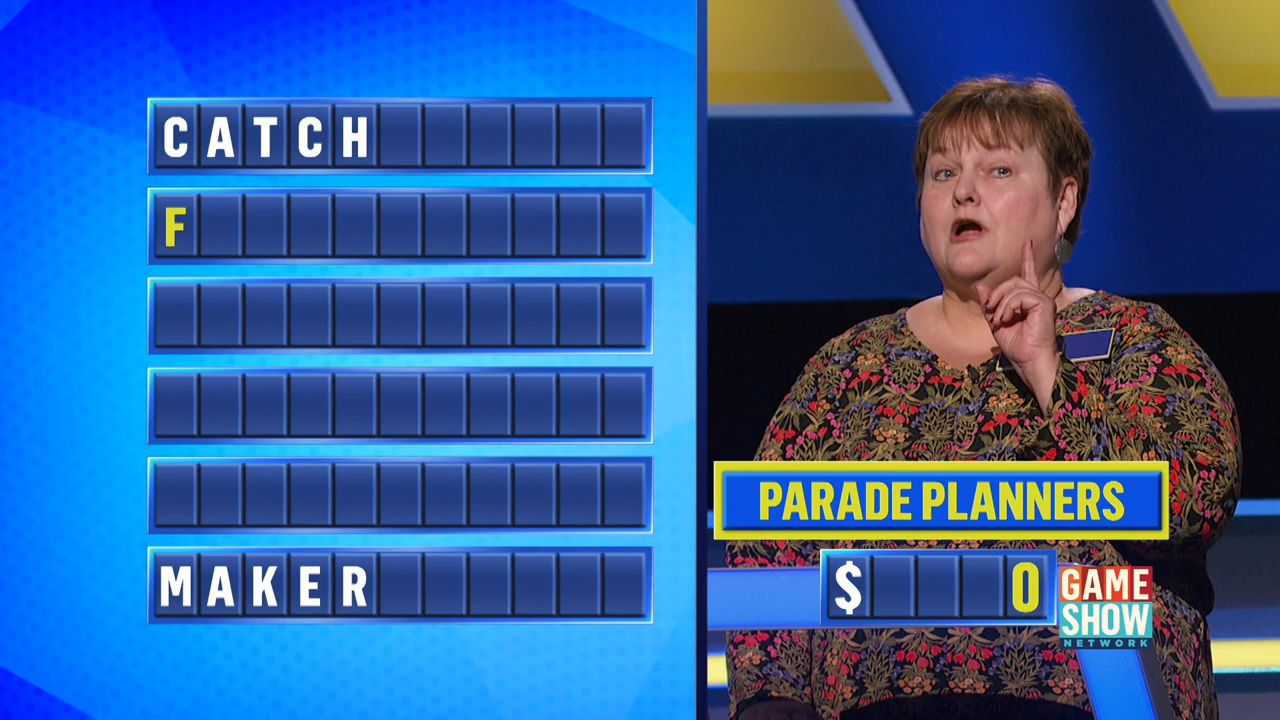 CATCH
F
MAKER
PARADE PLANNERS
$ 0
GAME
SHOW
NETWORK